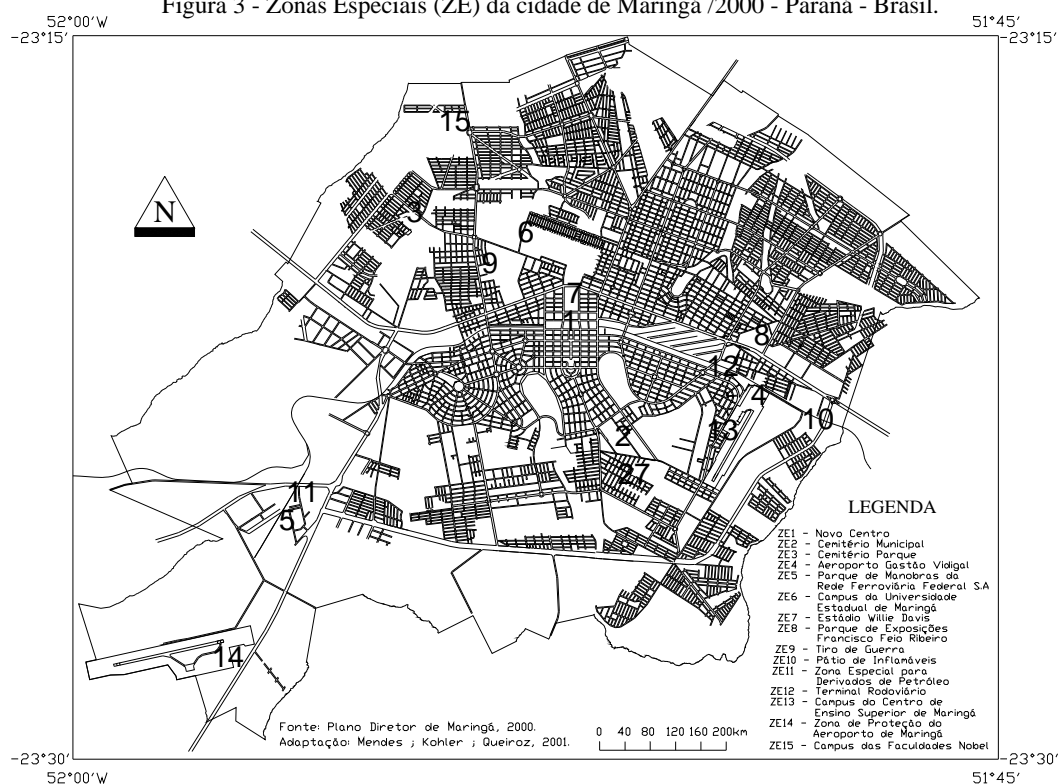 Figura 3 - Zonas Especiais (ZE) da cidade de Maringá /2000 - Paraná - Brasil.
52°00'W
51°45'
-23°15'
-23°15'
15
N
3
6
9
7
1
8
12
4
10
13
2
27
11
5
14
LEGENDA
ZE1 - Novo Centro
ZE2 - Cemitério Municipal
ZE3 - Cemitério Parque
ZE4 - Aeroporto Gastão Vidigal
ZE5 - Parque de Manobras da
Rede Ferroviária Federal S.A
ZE6 - Campus da Universidade
Estadual de Maringá
ZE7 - Estádio Willie Davis
ZE8 - Parque de Exposições
Francisco Feio Ribeiro
ZE9 - Tiro de Guerra
ZE10 - Pátio de Inflamáveis
ZE11 - Zona Especial para
Derivados de Petróleo
ZE12 - Terminal Rodoviário
ZE13 - Campus do Centro de
Ensino Superior de Maringá
ZE14 - Zona de Proteção do
Aeroporto de Maringá
ZE15 - Campus das Faculdades Nobel
Fonte: Plano Diretor de Maringá, 2000.
Adaptação: Mendes ; Kohler ; Queiroz, 2001.
0 40 80 120 160 200km
-23°30'
-23°30'
52°00'W
51°45'